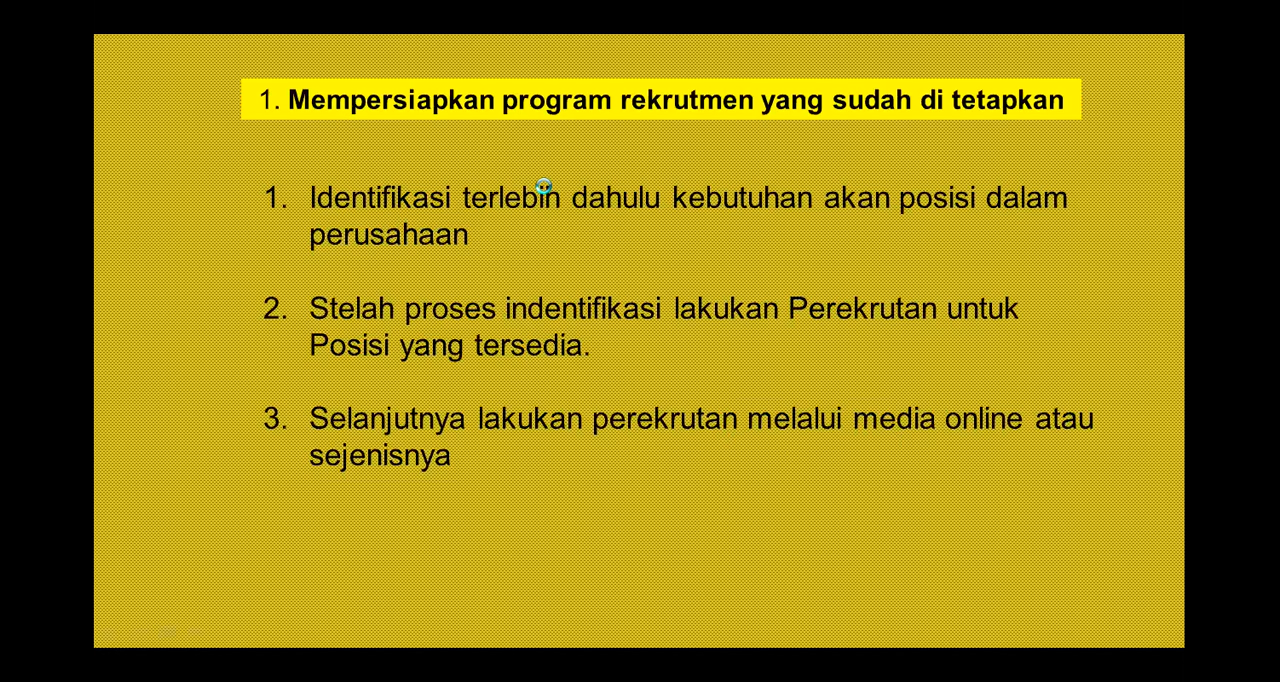 1. Mempersiapkan program rekrutmen yang sudah di tetapkan
1. Identifikasi terlebih dahulu kebutuhan akan posisi dalam
perusahaan
2. Stelah proses indentifikasi lakukan Perekrutan untuk
Posisi yang tersedia.
3. Selanjutnya lakukan perekrutan melalui media online atau
sejenisnya